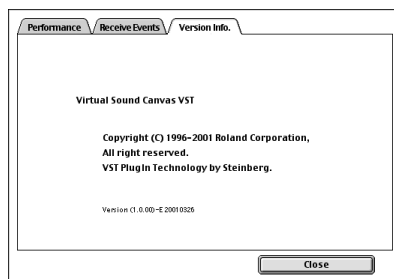 Performance
Receive Events
Version Info.
Virtual Sound Canvas VST
Copyright (C) 1996-2001 Roland Corporation,
All right reserved.
VST PlugIn Technology by Steinberg.
Version (1.0.00)-E 20010326
Close